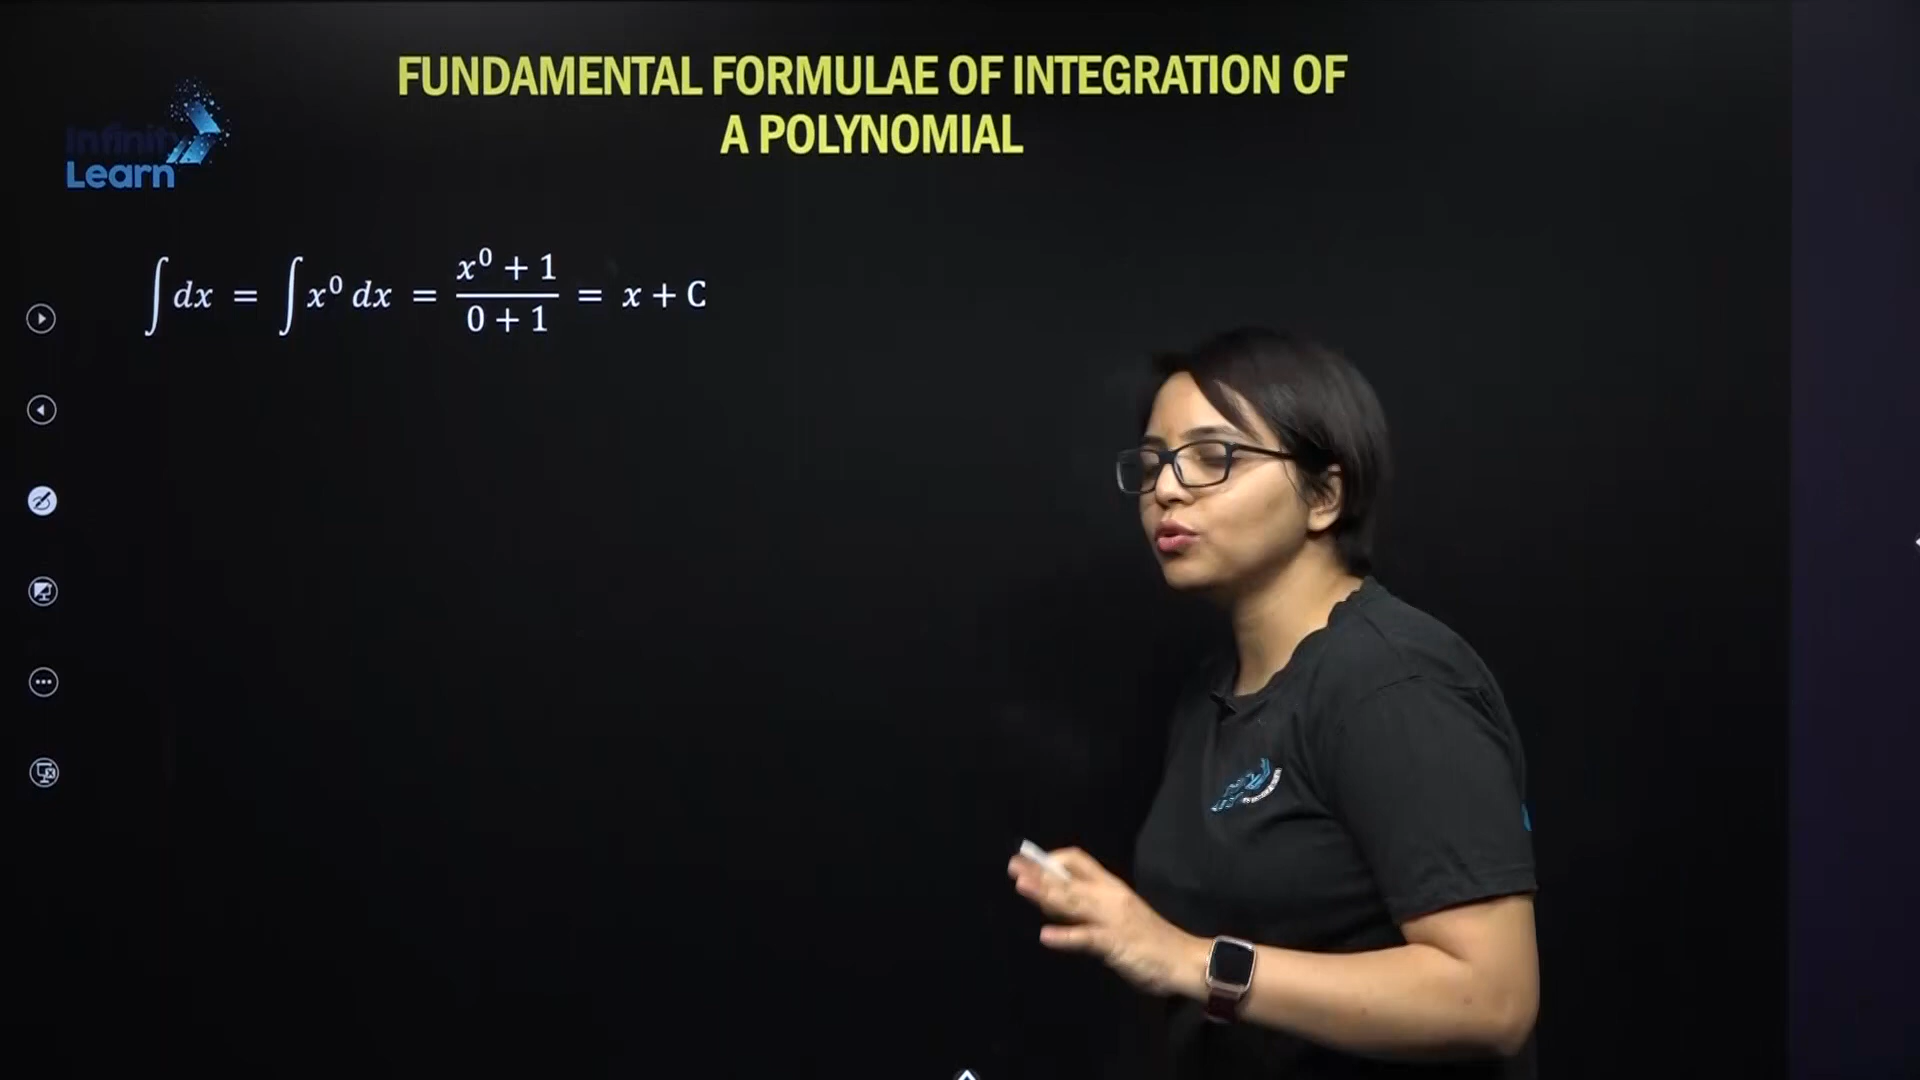 FUNDAMENTAL FORMULAE OF INTEGRATION OF
A POLYNOMIAL
Infinity
Learn
∫dx = ∫x⁰ dx = (x⁰ + 1)/(0 + 1) = x + C